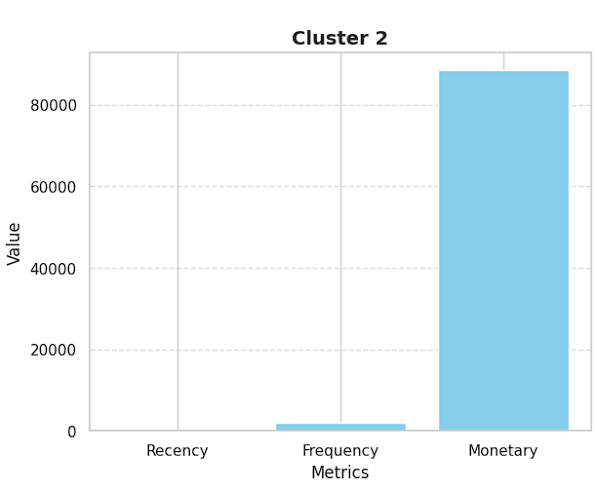 Cluster 2
80000
60000
40000
20000
0
Value
Recency Frequency Monetary
Metrics